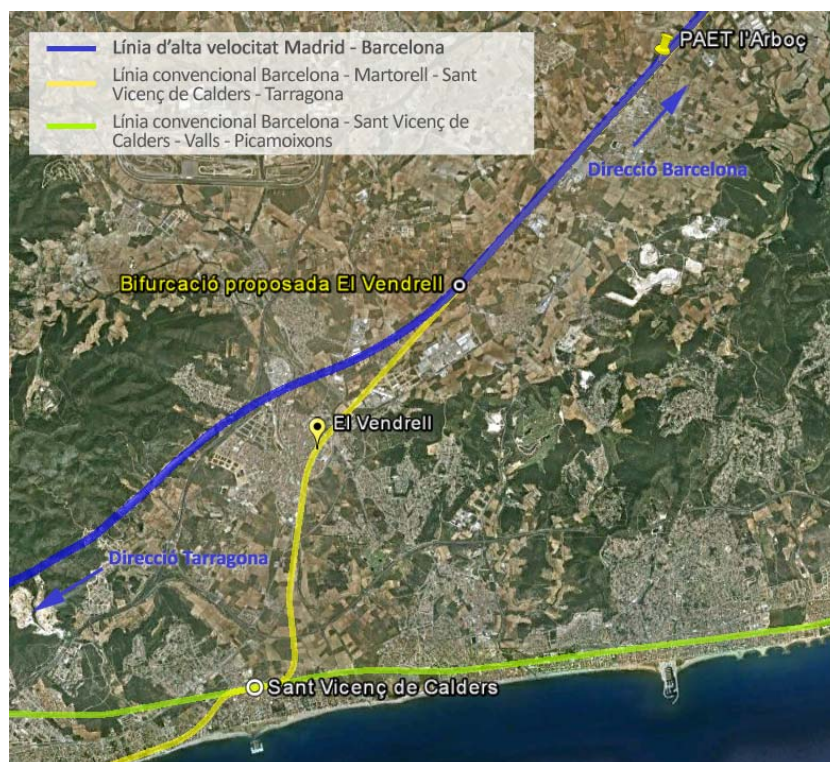 Línia d'alta velocitat Madrid - Barcelona
Línia convencional Barcelona - Martorell - Sant
Vicenç de Calders - Tarragona
Línia convencional Barcelona - Sant Vicenç de
Calders - Valls - Picamoixons
PAET l'Arboç
Direcció Barcelona
Bifurcació proposada El Vendrell
El Vendrell
Direcció Tarragona
Sant Vicenç de Calders